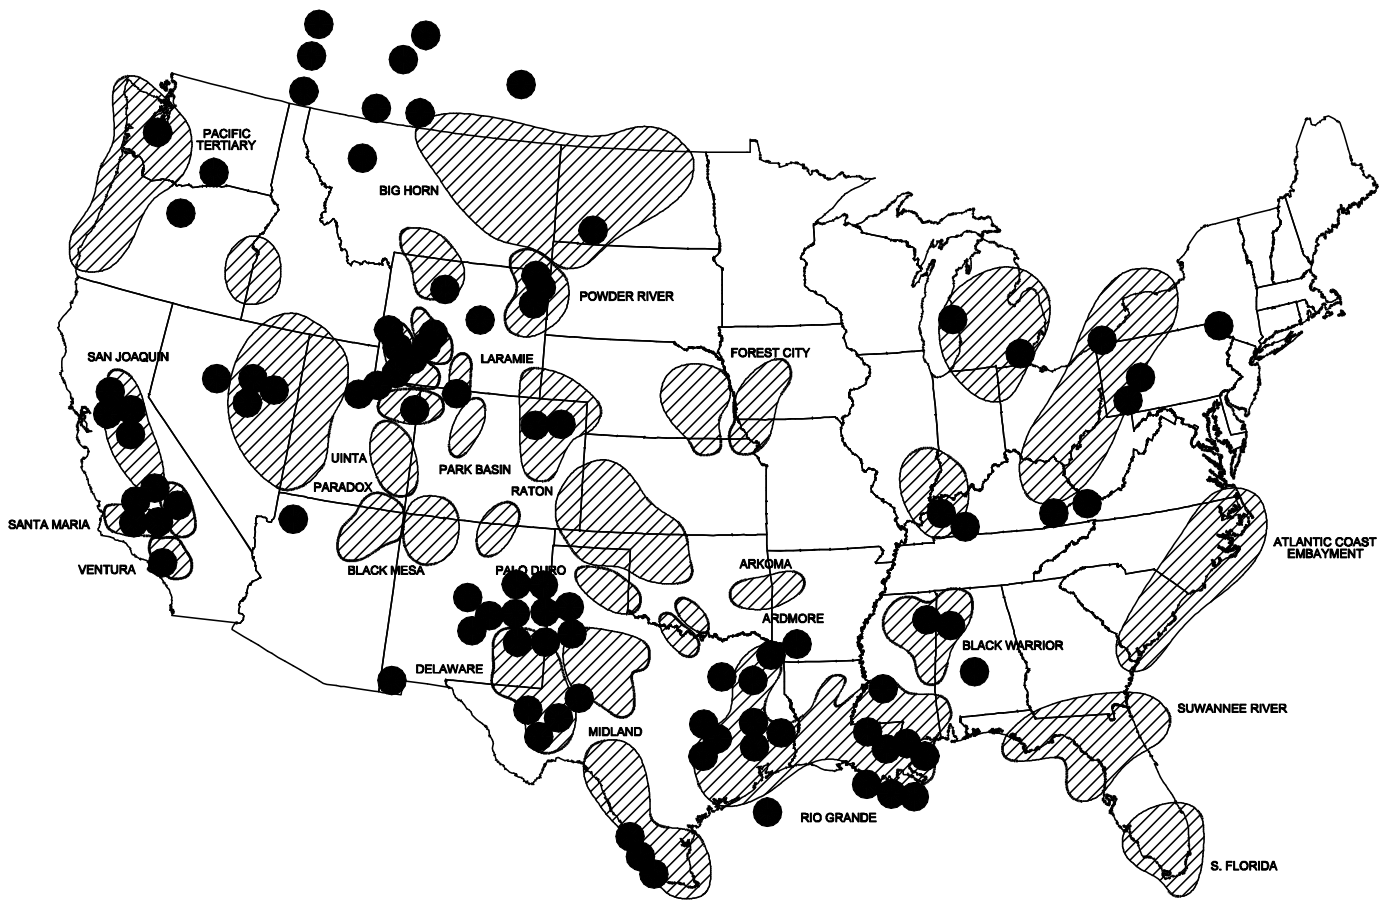 PACIFIC
TERTIARY
BIG HORN
POWDER RIVER
SAN JOAQUIN
LARAMIE
FOREST CITY
UINTA
PARK BASIN
PARADOX
RATON
SANTA MARIA
ATLANTIC COAST
EMBAYMENT
VENTURA
BLACK MESA
PALO DURO
ARKOMA
ARDMORE
BLACK WARRIOR
DELAWARE
SUWANNEE RIVER
MIDLAND
RIO GRANDE
S. FLORIDA